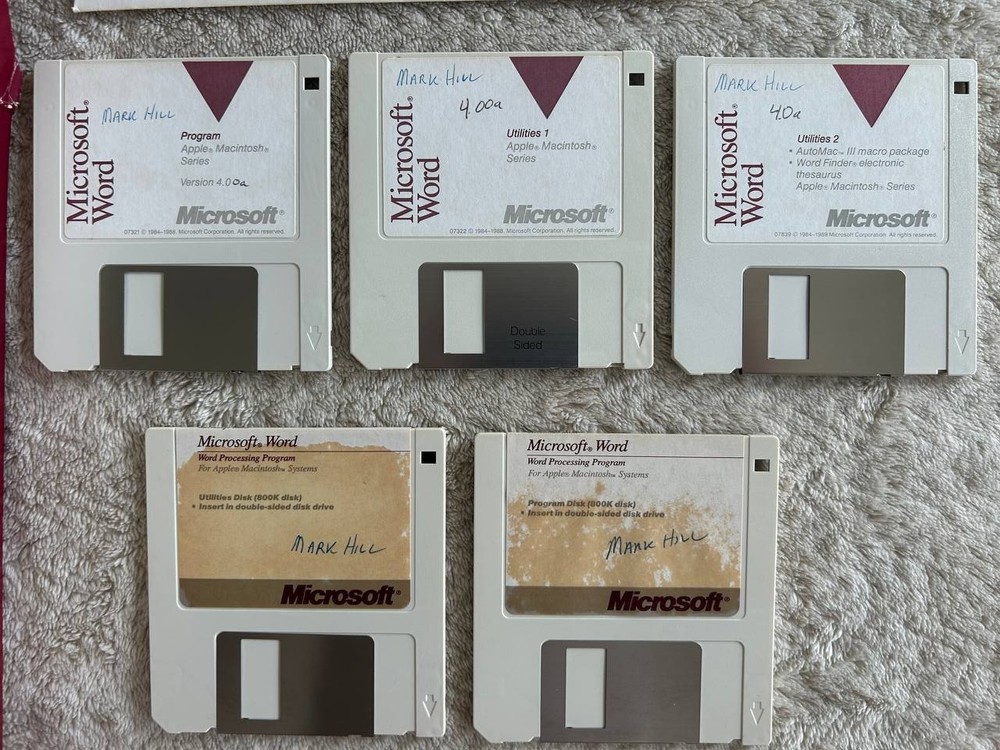 Microsoft®
Word
MARK HILL
Program
Apple® Macintosh®
Series
Version 4.00a
Microsoft®
07321 © 1984-1988. Microsoft Corporation. All rights reserved.
Microsoft®
Word
MARK HILL
4.00a
Utilities 1
Apple® Macintosh®
Series
Microsoft®
07322 © 1984-1988. Microsoft Corporation. All rights reserved.
Double
Sided
Microsoft®
Word
MARK HILL
4.0a
Utilities 2
• AutoMac™ III macro package
• Word Finder® electronic
thesaurus
Apple® Macintosh® Series
Microsoft®
07839 © 1984-1989 Microsoft Corporation. All rights reserved.
Microsoft® Word
Word Processing Program
For Apple® Macintosh™ Systems
Utilities Disk (800K disk)
• Insert in double-sided disk drive
MARK HILL
Microsoft®
Microsoft® Word
Word Processing Program
For Apple® Macintosh™ Systems
Program Disk (800K disk)
• Insert in double-sided disk drive
MARK HILL
Microsoft®